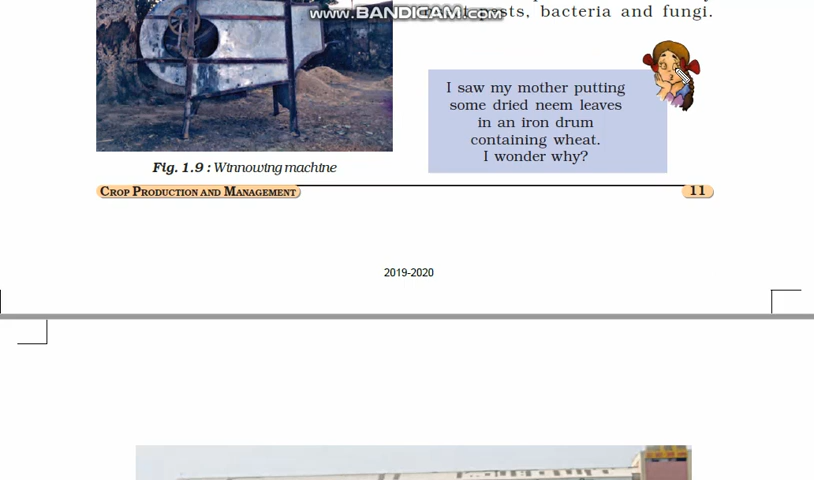 www.BANDICAM.com
pests, bacteria and fungi.
I saw my mother putting
some dried neem leaves
in an iron drum
containing wheat.
I wonder why?
Fig. 1.9 : Winnowing machine
CROP PRODUCTION AND MANAGEMENT
11
2019-2020